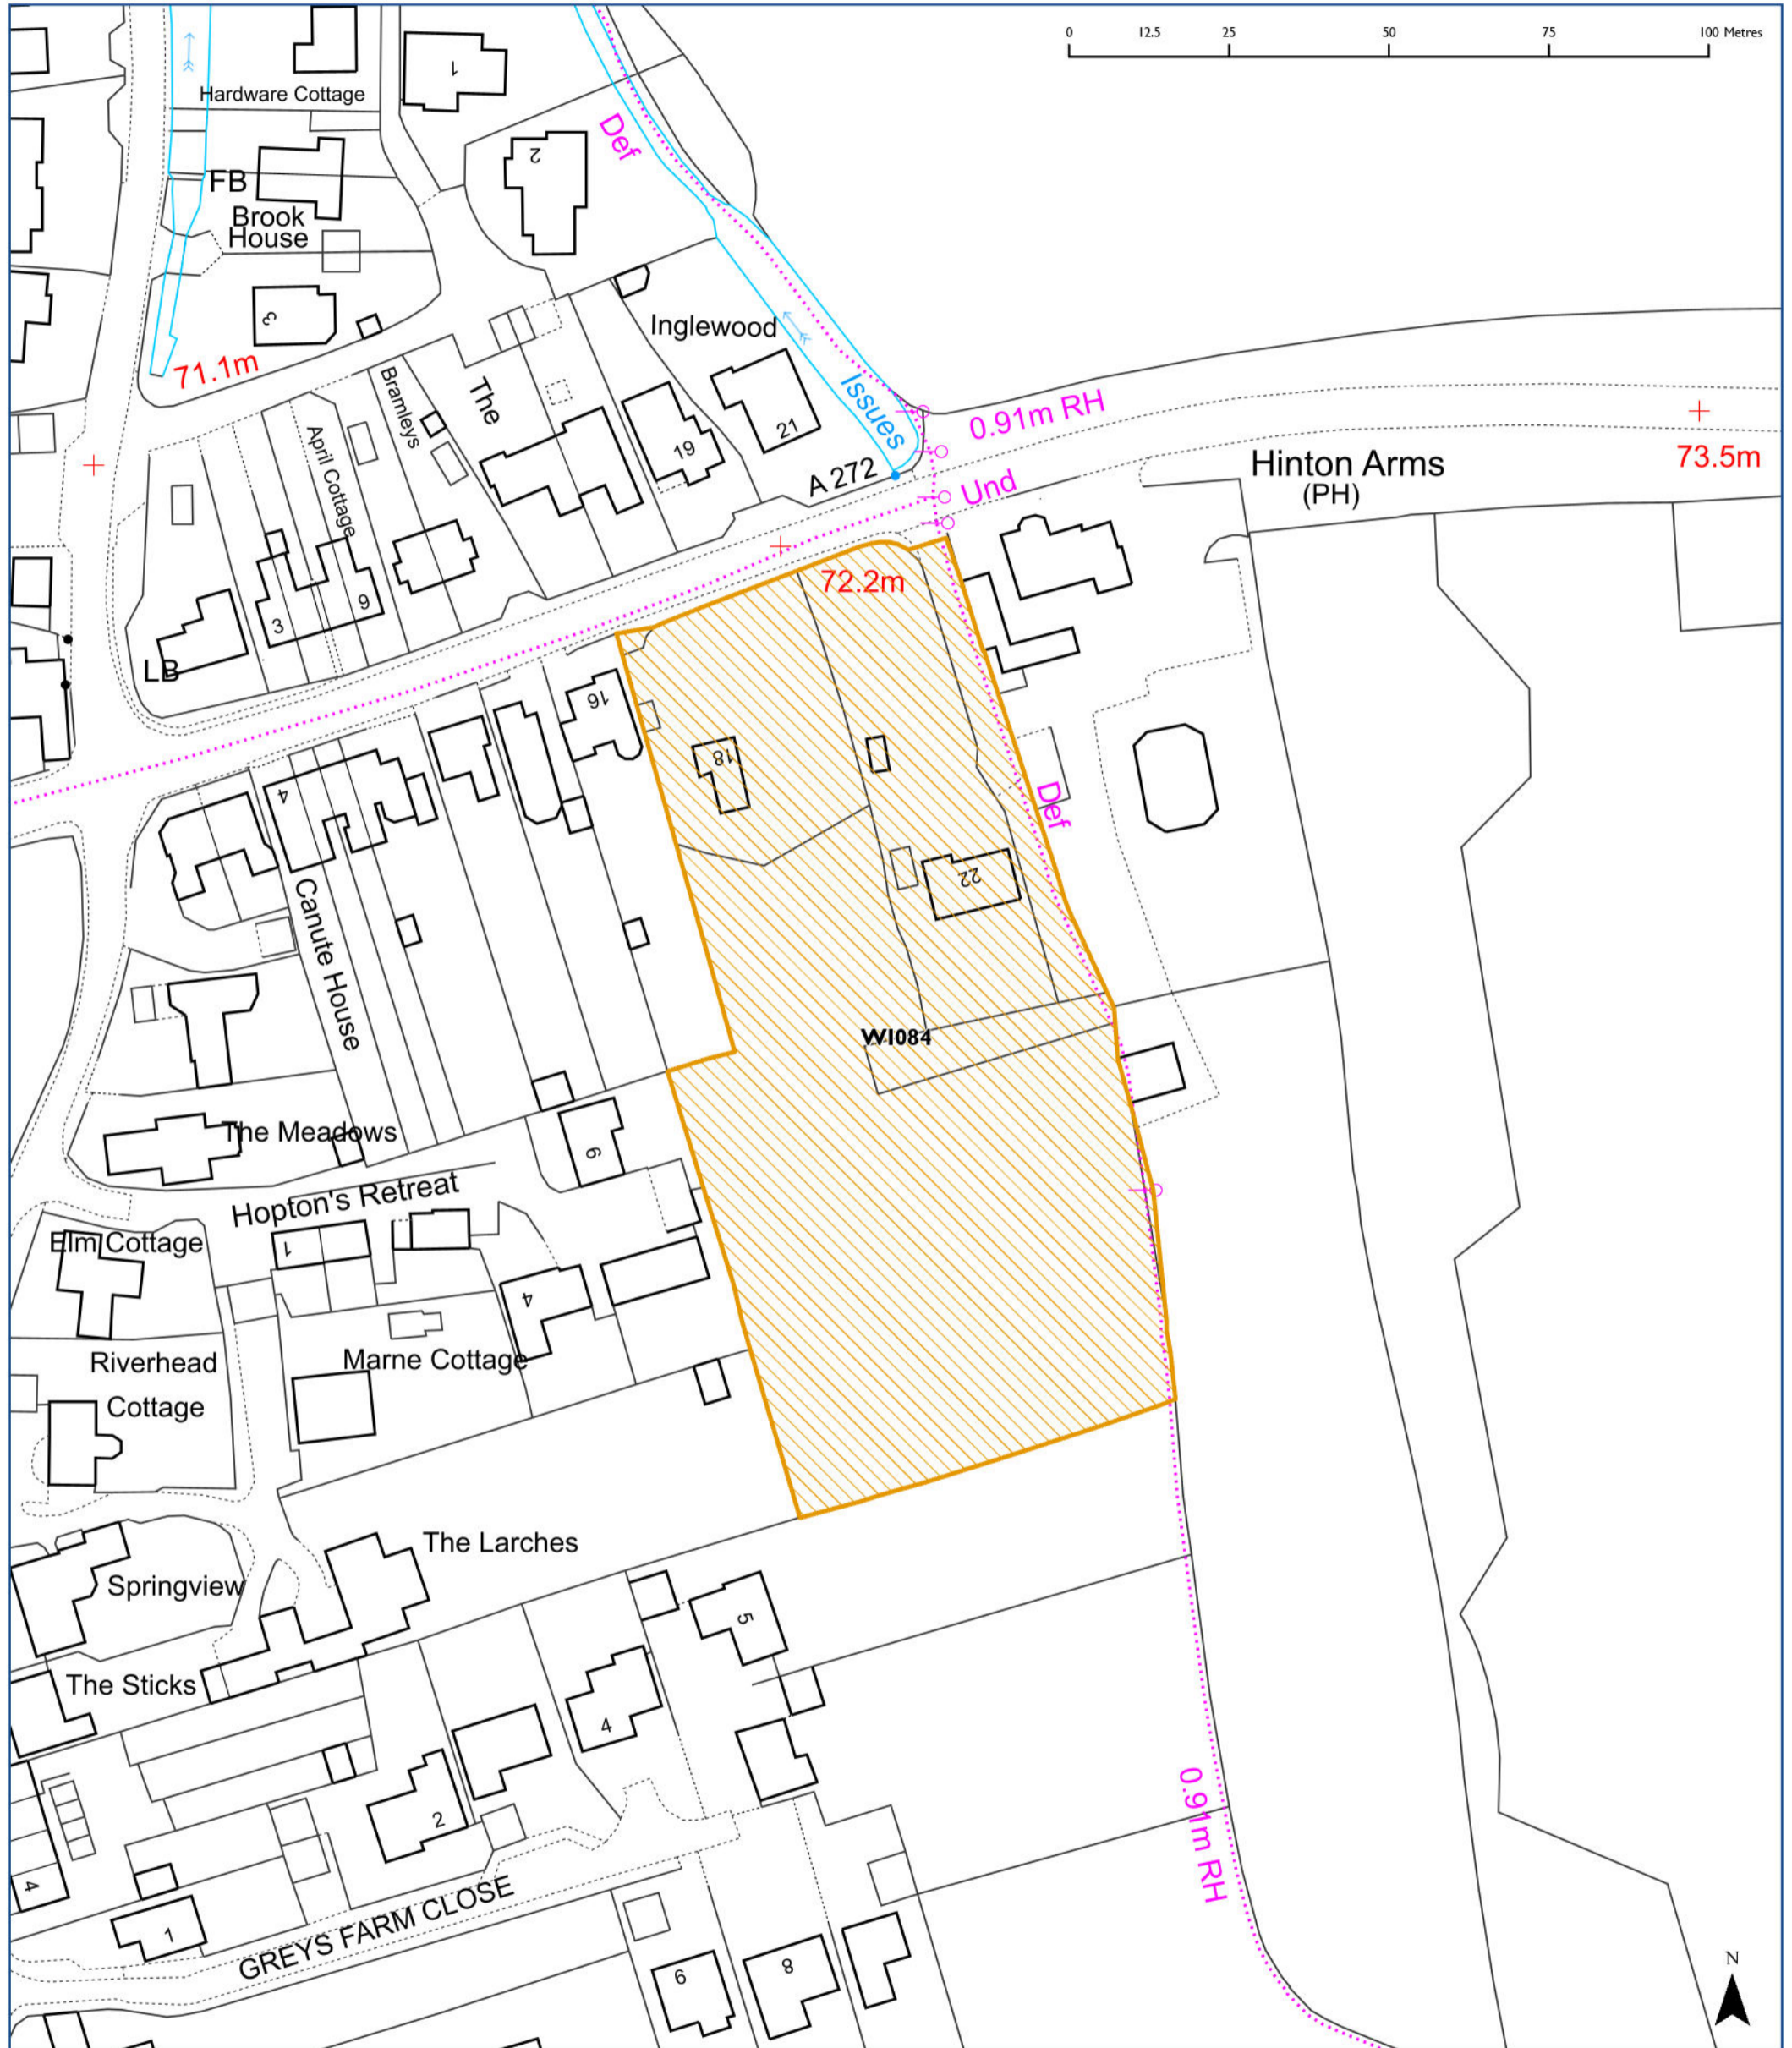 0 12.5 25 50 75 100 Metres
1
Hardware Cottage
Def
2
FB
Brook
House
3
Inglewood
71.1m
Bramleys
The
Issues
0.91m RH
April Cottage
21
19
A 272
Und
Hinton Arms
(PH)
73.5m
72.2m
3
6
LB
16
18
4
Def
22
Canute House
WI084
The Meadows
9
Hopton's Retreat
Elm Cottage
1
4
Riverhead
Cottage
Marne Cottage
The Larches
Springview
5
The Sticks
4
2
0.91m RH
4
1
GREYS FARM CLOSE
6
8
N